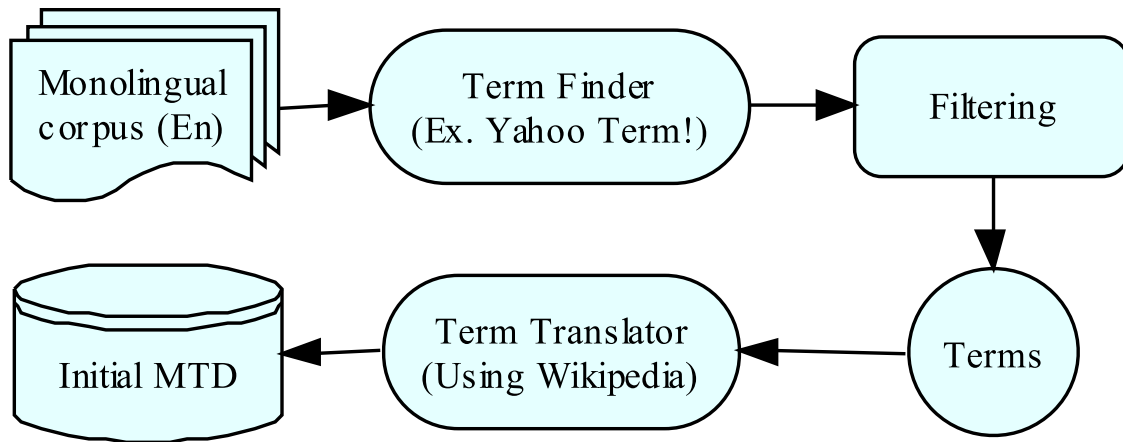 Monolingual
corpus (En)
Term Finder
(Ex. Yahoo Term!)
Filtering
Terms
Term Translator
(Using Wikipedia)
Initial MTD